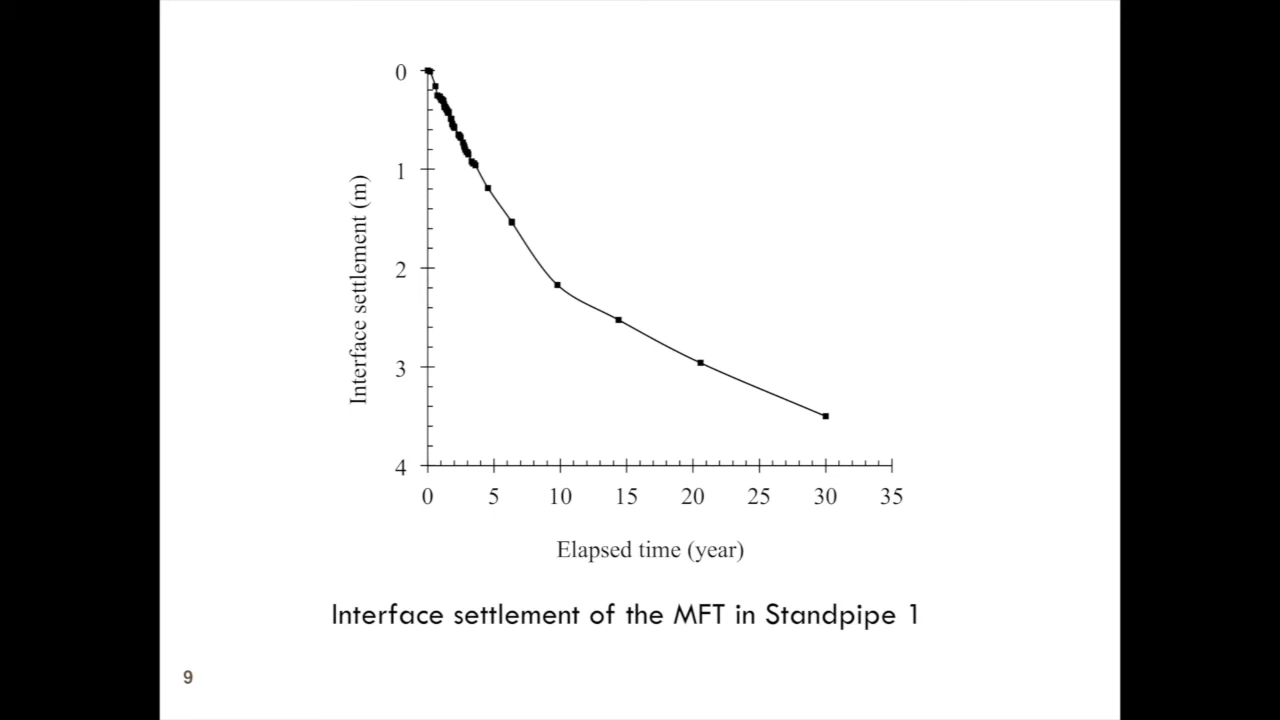 0
1
2
3
4
Interface settlement (m)
0 5 10 15 20 25 30 35
Elapsed time (year)
Interface settlement of the MFT in Standpipe 1
9